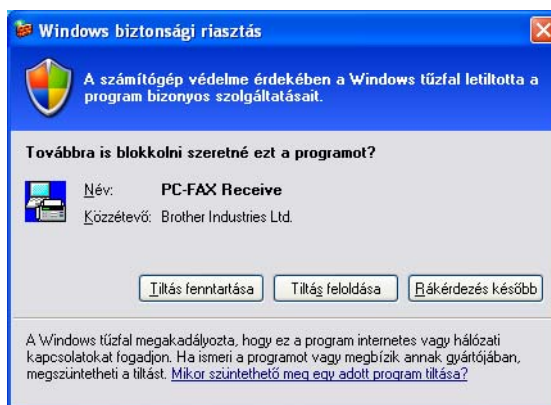 Windows biztonsági riasztás
A számítógép védelme érdekében a Windows tűzfal letiltotta a
program bizonyos szolgáltatásait.
Továbbra is blokkolni szeretné ezt a programot?
Név: PC-FAX Receive
Közzétevő: Brother Industries Ltd.
Tiltás fenntartása Tiltás feloldása Rákérdezés később
A Windows tűzfal megakadályozta, hogy ez a program internetes vagy hálózati
kapcsolatokat fogadjon. Ha ismeri a programot vagy megbízik annak gyártójában,
megszüntetheti a tiltást. Mikor szüntethető meg egy adott program tiltása?